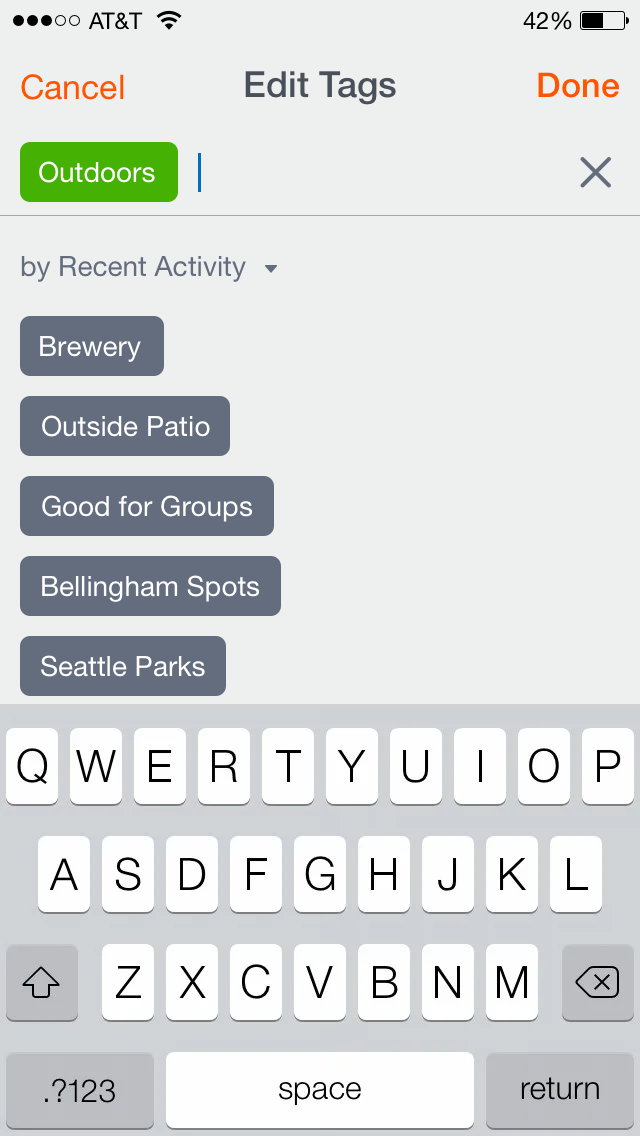 AT&T 42%
Cancel Edit Tags Done
Outdoors
by Recent Activity
Brewery
Outside Patio
Good for Groups
Bellingham Spots
Seattle Parks
Q W E R T Y U I O P
A S D F G H J K L
Z X C V B N M
.?123 space return